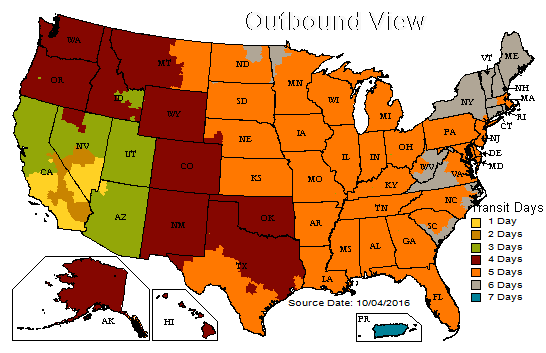 Outbound View
WA
OR
MT
ID
WY
NV
CA
UT
CO
AZ
NM
ND
SD
NE
KS
OK
TX
MN
IA
MO
AR
LA
WI
IL
MI
IN
OH
KY
TN
MS
AL
GA
FL
SC
NC
VA
WV
PA
NY
VT
ME
NH
MA
RI
CT
NJ
DE
MD
AK
HI
PR
Transit Days
1 Day
2 Days
3 Days
4 Days
5 Days
6 Days
7 Days
Source Date: 10/04/2016